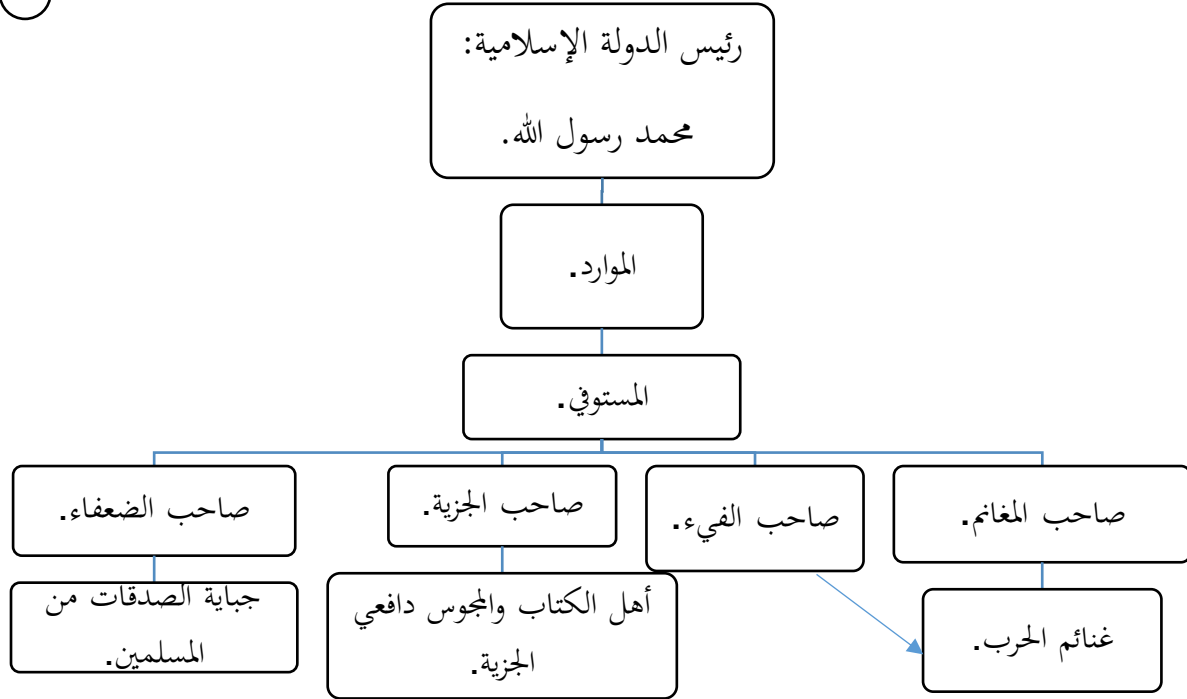 رئيس الدولة الإسلامية:
محمد رسول الله.
الموارد.
المستوفي.
صاحب المغانم.
صاحب الفيء.
صاحب الجزية.
صاحب الضعفاء.
غنائم الحرب.
أهل الكتاب والمجوس دافعي
الجزية.
جباية الصدقات من
المسلمين.